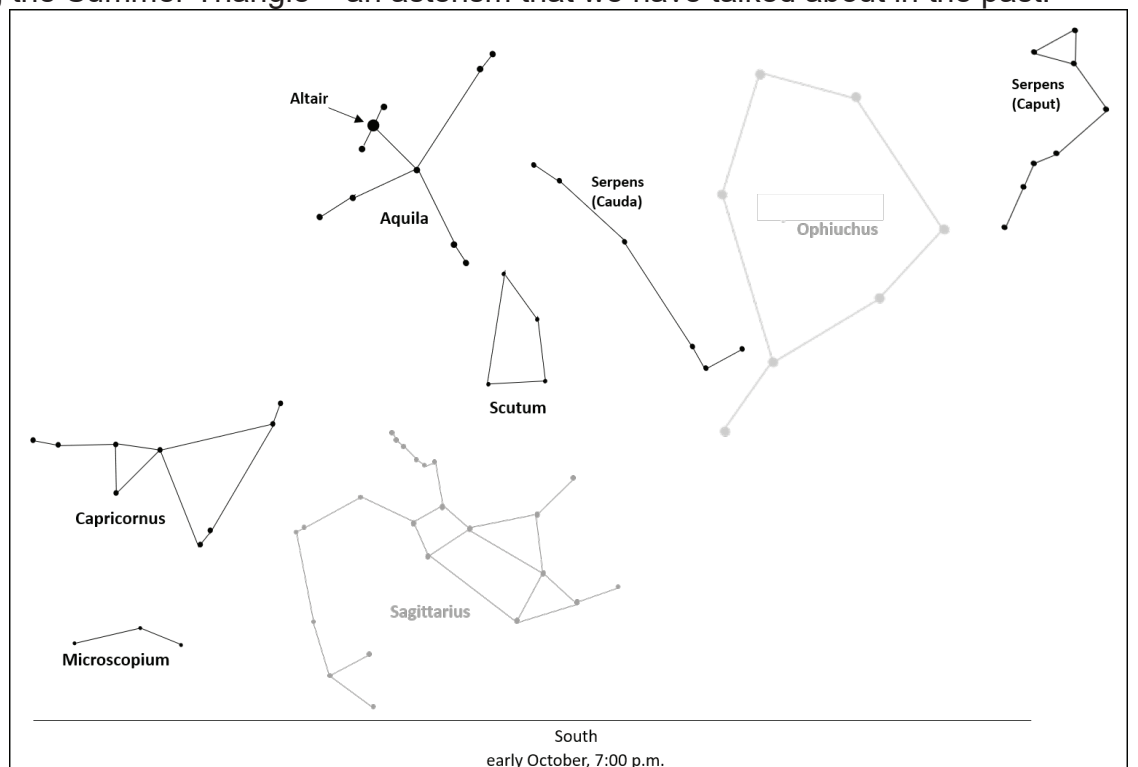 the Summer Triangle – an asterism that we have talked about in the past.
Altair
Serpens
(Caput)
Serpens
(Cauda)
Aquila
Ophiuchus
Scutum
Capricornus
Sagittarius
Microscopium
South
early October, 7:00 p.m.